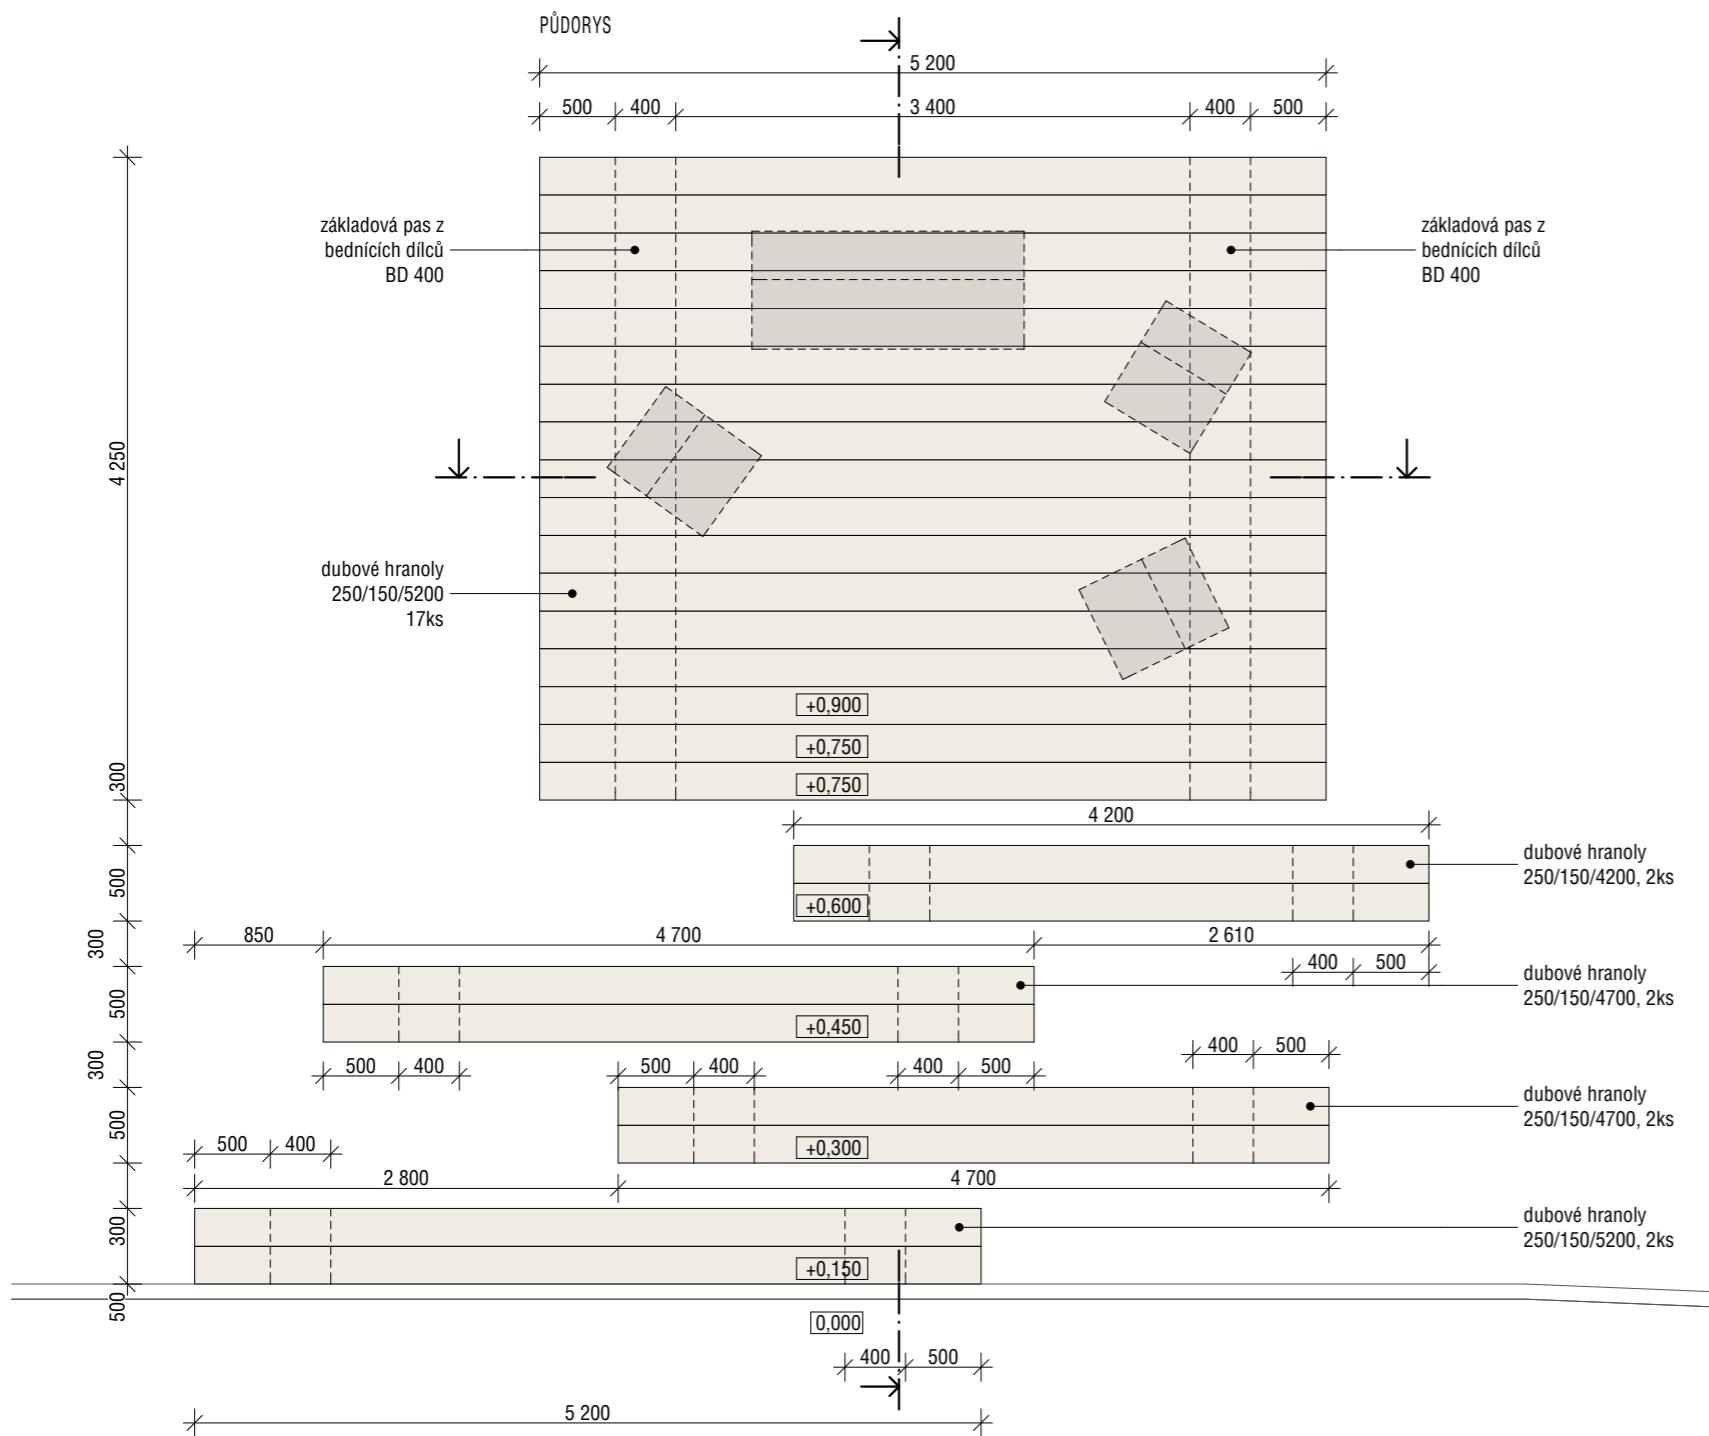 PŮDORYS
5 200
500 400 3 400 400 500
základová pas z
bednících dílců
BD 400
základová pas z
bednících dílců
BD 400
4 250
dubové hranoly
250/150/5200
17ks
+0,900
+0,750
+0,750
300
4 200
dubové hranoly
250/150/4200, 2ks
500
+0,600
850 4 700 2 610
300
400 500
dubové hranoly
250/150/4700, 2ks
500
+0,450
300
400 500
500 400 500 400 400 500
dubové hranoly
250/150/4700, 2ks
500
+0,300
500 400
2 800 4 700
dubové hranoly
250/150/5200, 2ks
300
+0,150
500
0,000
400 500
5 200